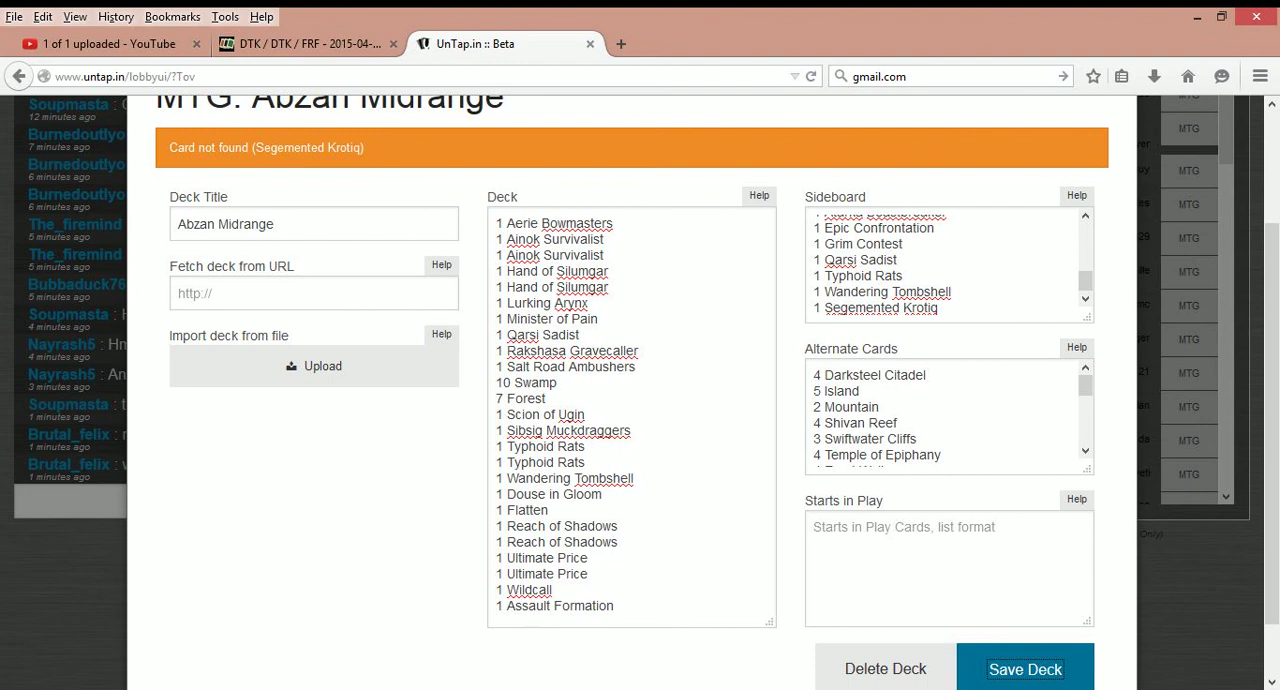 File Edit View History Bookmarks Tools Help
1 of 1 uploaded - YouTube
DTK / DTK / FRF - 2015-04-...
UnTap.in :: Beta
www.untap.in/lobbyui/?Tov
gmail.com
MTG: Abzan Midrange
Card not found (Segemented Krotiq)
Soupmasta :
12 minutes ago
Burnedoutlyo
7 minutes ago
Burnedoutlyo
6 minutes ago
Burnedoutlyo
6 minutes ago
The_firemind
5 minutes ago
The_firemind
5 minutes ago
Bubbaduck76
5 minutes ago
Soupmasta : H
4 minutes ago
Nayrash5 : Hm
4 minutes ago
Nayrash5 : An
3 minutes ago
Soupmasta : t
1 minutes ago
Brutal_felix : r
1 minutes ago
Brutal_felix : v
1 minutes ago
Deck Title
Abzan Midrange
Fetch deck from URL
Help
http://
Import deck from file
Help
Upload
Deck
Help
1 Aerie Bowmasters
1 Ainok Survivalist
1 Ainok Survivalist
1 Hand of Silumgar
1 Hand of Silumgar
1 Lurking Arynx
1 Minister of Pain
1 Qarsi Sadist
1 Rakshasa Gravecaller
1 Salt Road Ambushers
10 Swamp
7 Forest
1 Scion of Ugin
1 Sibsig Muckdraggers
1 Typhoid Rats
1 Typhoid Rats
1 Wandering Tombshell
1 Douse in Gloom
1 Flatten
1 Reach of Shadows
1 Reach of Shadows
1 Ultimate Price
1 Ultimate Price
1 Wildcall
1 Assault Formation
Sideboard
Help
1 Epic Confrontation
1 Grim Contest
1 Qarsi Sadist
1 Typhoid Rats
1 Wandering Tombshell
1 Segemented Krotiq
Alternate Cards
Help
4 Darksteel Citadel
5 Island
2 Mountain
4 Shivan Reef
3 Swiftwater Cliffs
4 Temple of Epiphany
Starts in Play
Help
Starts in Play Cards, list format
Delete Deck
Save Deck
MTG
MTG
MTG
MTG
MTG
MTG
MTG
MTG
MTG
MTG
MTG
MTG
Only)